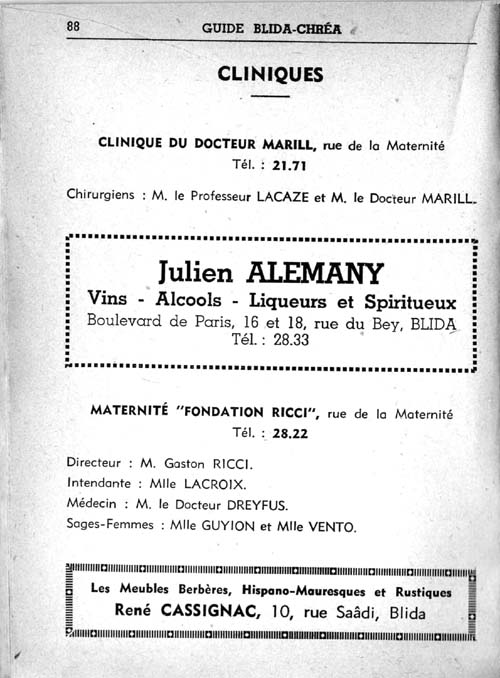 88
GUIDE BLIDA-CHRÉA
CLINIQUES
CLINIQUE DU DOCTEUR MARILL, rue de la Maternité
Tél. : 21.71
Chirurgiens : M. le Professeur LACAZE et M. le Docteur MARILL.
Julien ALEMANY
Vins - Alcools - Liqueurs et Spiritueux
Boulevard de Paris, 16 et 18, rue du Bey, BLIDA
Tél. : 28.33
MATERNITÉ "FONDATION RICCI", rue de la Maternité
Tél. : 28.22
Directeur : M. Gaston RICCI.
Intendante : Mlle LACROIX.
Médecin : M. le Docteur DREYFUS.
Sages-Femmes : Mlle GUYION et Mlle VENTO.
Les Meubles Berbères, Hispano-Mauresques et Rustiques
René CASSIGNAC, 10, rue Saâdi, Blida